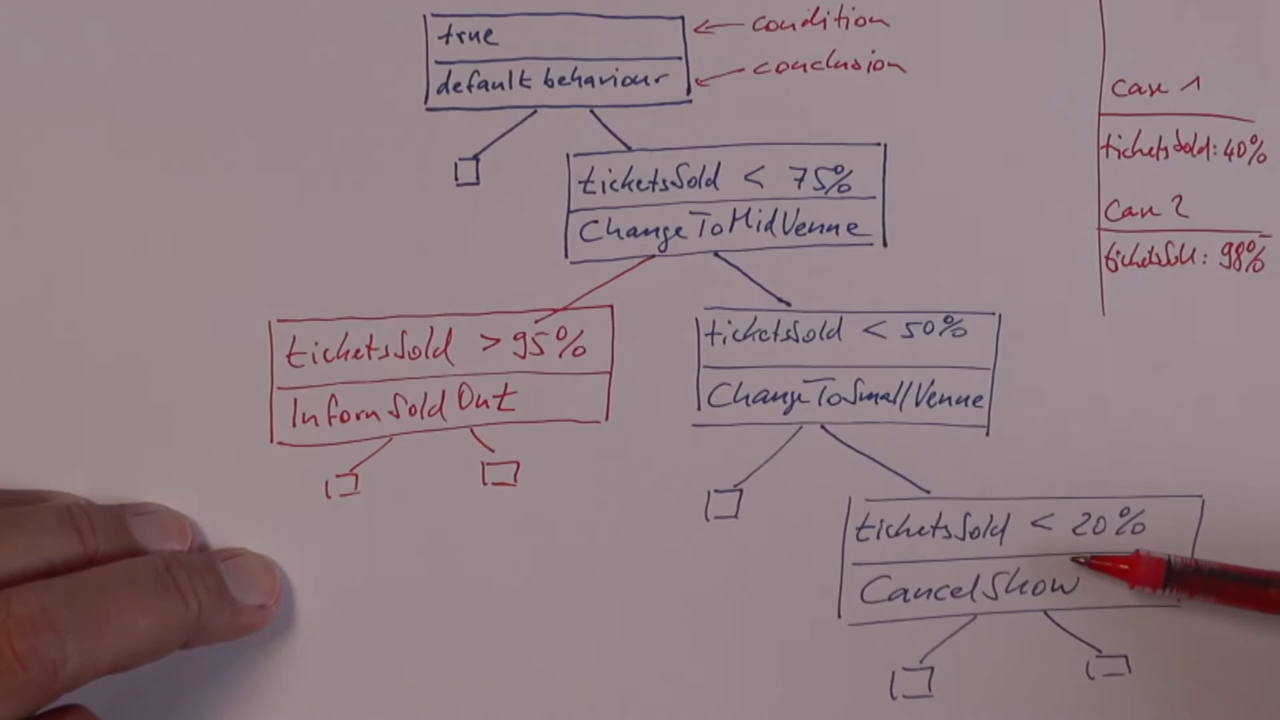 true
condition
default behaviour
conclusion
ticketsSold < 75%
ChangeToMidVenue
ticketsSold > 95%
InformSoldOut
ticketsSold < 50%
ChangeToSmallVenue
ticketsSold < 20%
CancelShow
Case 1
ticketsSold: 40%
Case 2
ticketsSold: 98%